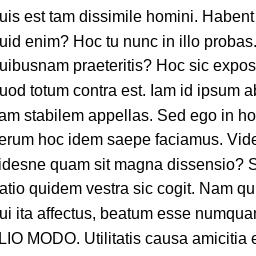 uis est tam dissimile homini. Habent
uid enim? Hoc tu nunc in illo probas.
uibusnam praeteritis? Hoc sic expos
uod totum contra est. Iam id ipsum ab
am stabilem appellas. Sed ego in ho
erum hoc idem saepe faciamus. Vide
idesne quam sit magna dissensio? S
atio quidem vestra sic cogit. Nam qu
ui ita affectus, beatum esse numquam
LIO MODO. Utilitatis causa amicitia e